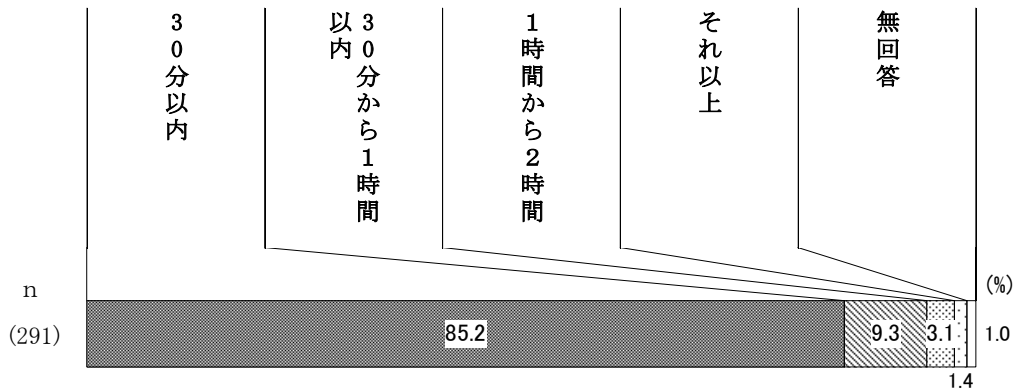 ３０分以内
３０分から１時間
以内
１時間から２時間
それ以上
無回答
(%)
n
(291)
85.2
9.3
3.1
1.4
1.0